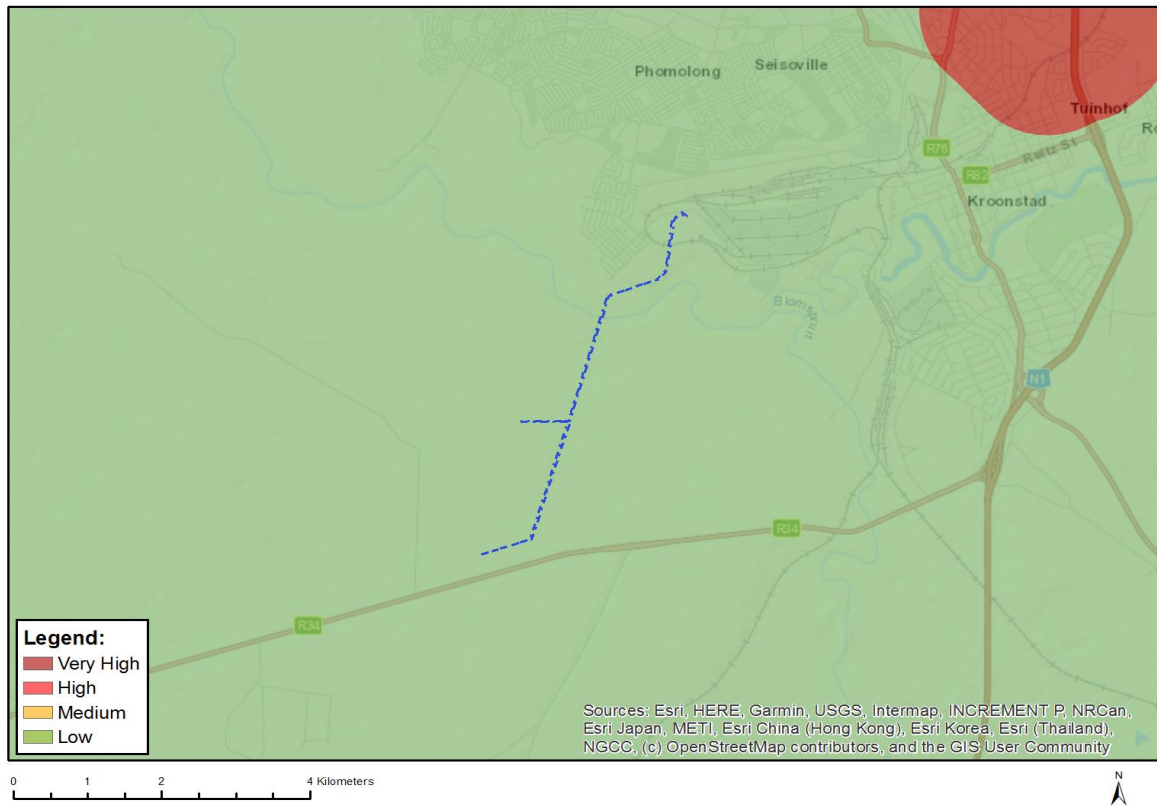 Phomolong
Seisoville
Tuinhof
R76
Reitz St
R82
Kroonstad
N1
R34
R34
Legend:
Very High
High
Medium
Low
Sources: Esri, HERE, Garmin, USGS, Intermap, INCREMENT P, NRCan,
Esri Japan, METI, Esri China (Hong Kong), Esri Korea, Esri (Thailand),
NGCC, (c) OpenStreetMap contributors, and the GIS User Community
0 1 2 4 Kilometers
N